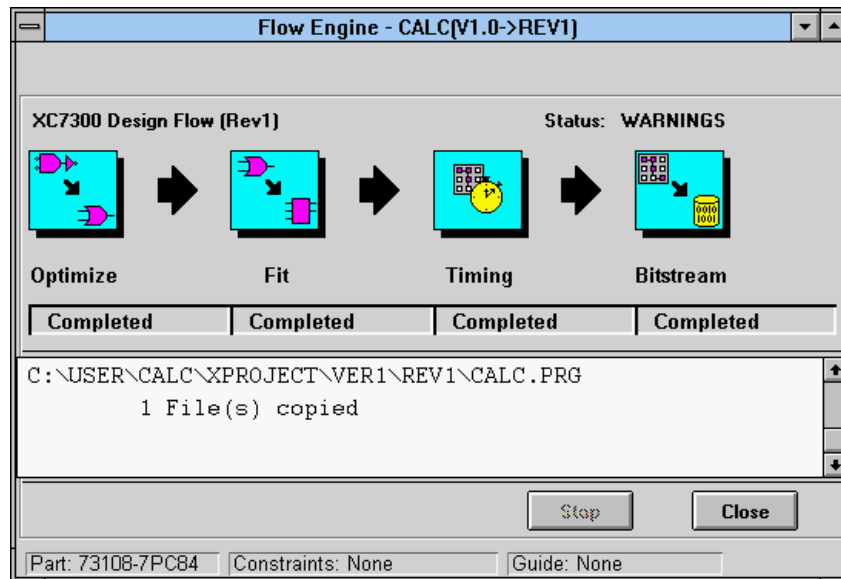 Flow Engine - CALC(V1.0->REV1)
XC7300 Design Flow (Rev1) Status: WARNINGS
0010
1001
Optimize Fit Timing Bitstream
Completed Completed Completed Completed
C:\USER\CALC\XPROJECT\VER1\REV1\CALC.PRG
1 File(s) copied
Stop Close
Part: 73108-7PC84 Constraints: None Guide: None